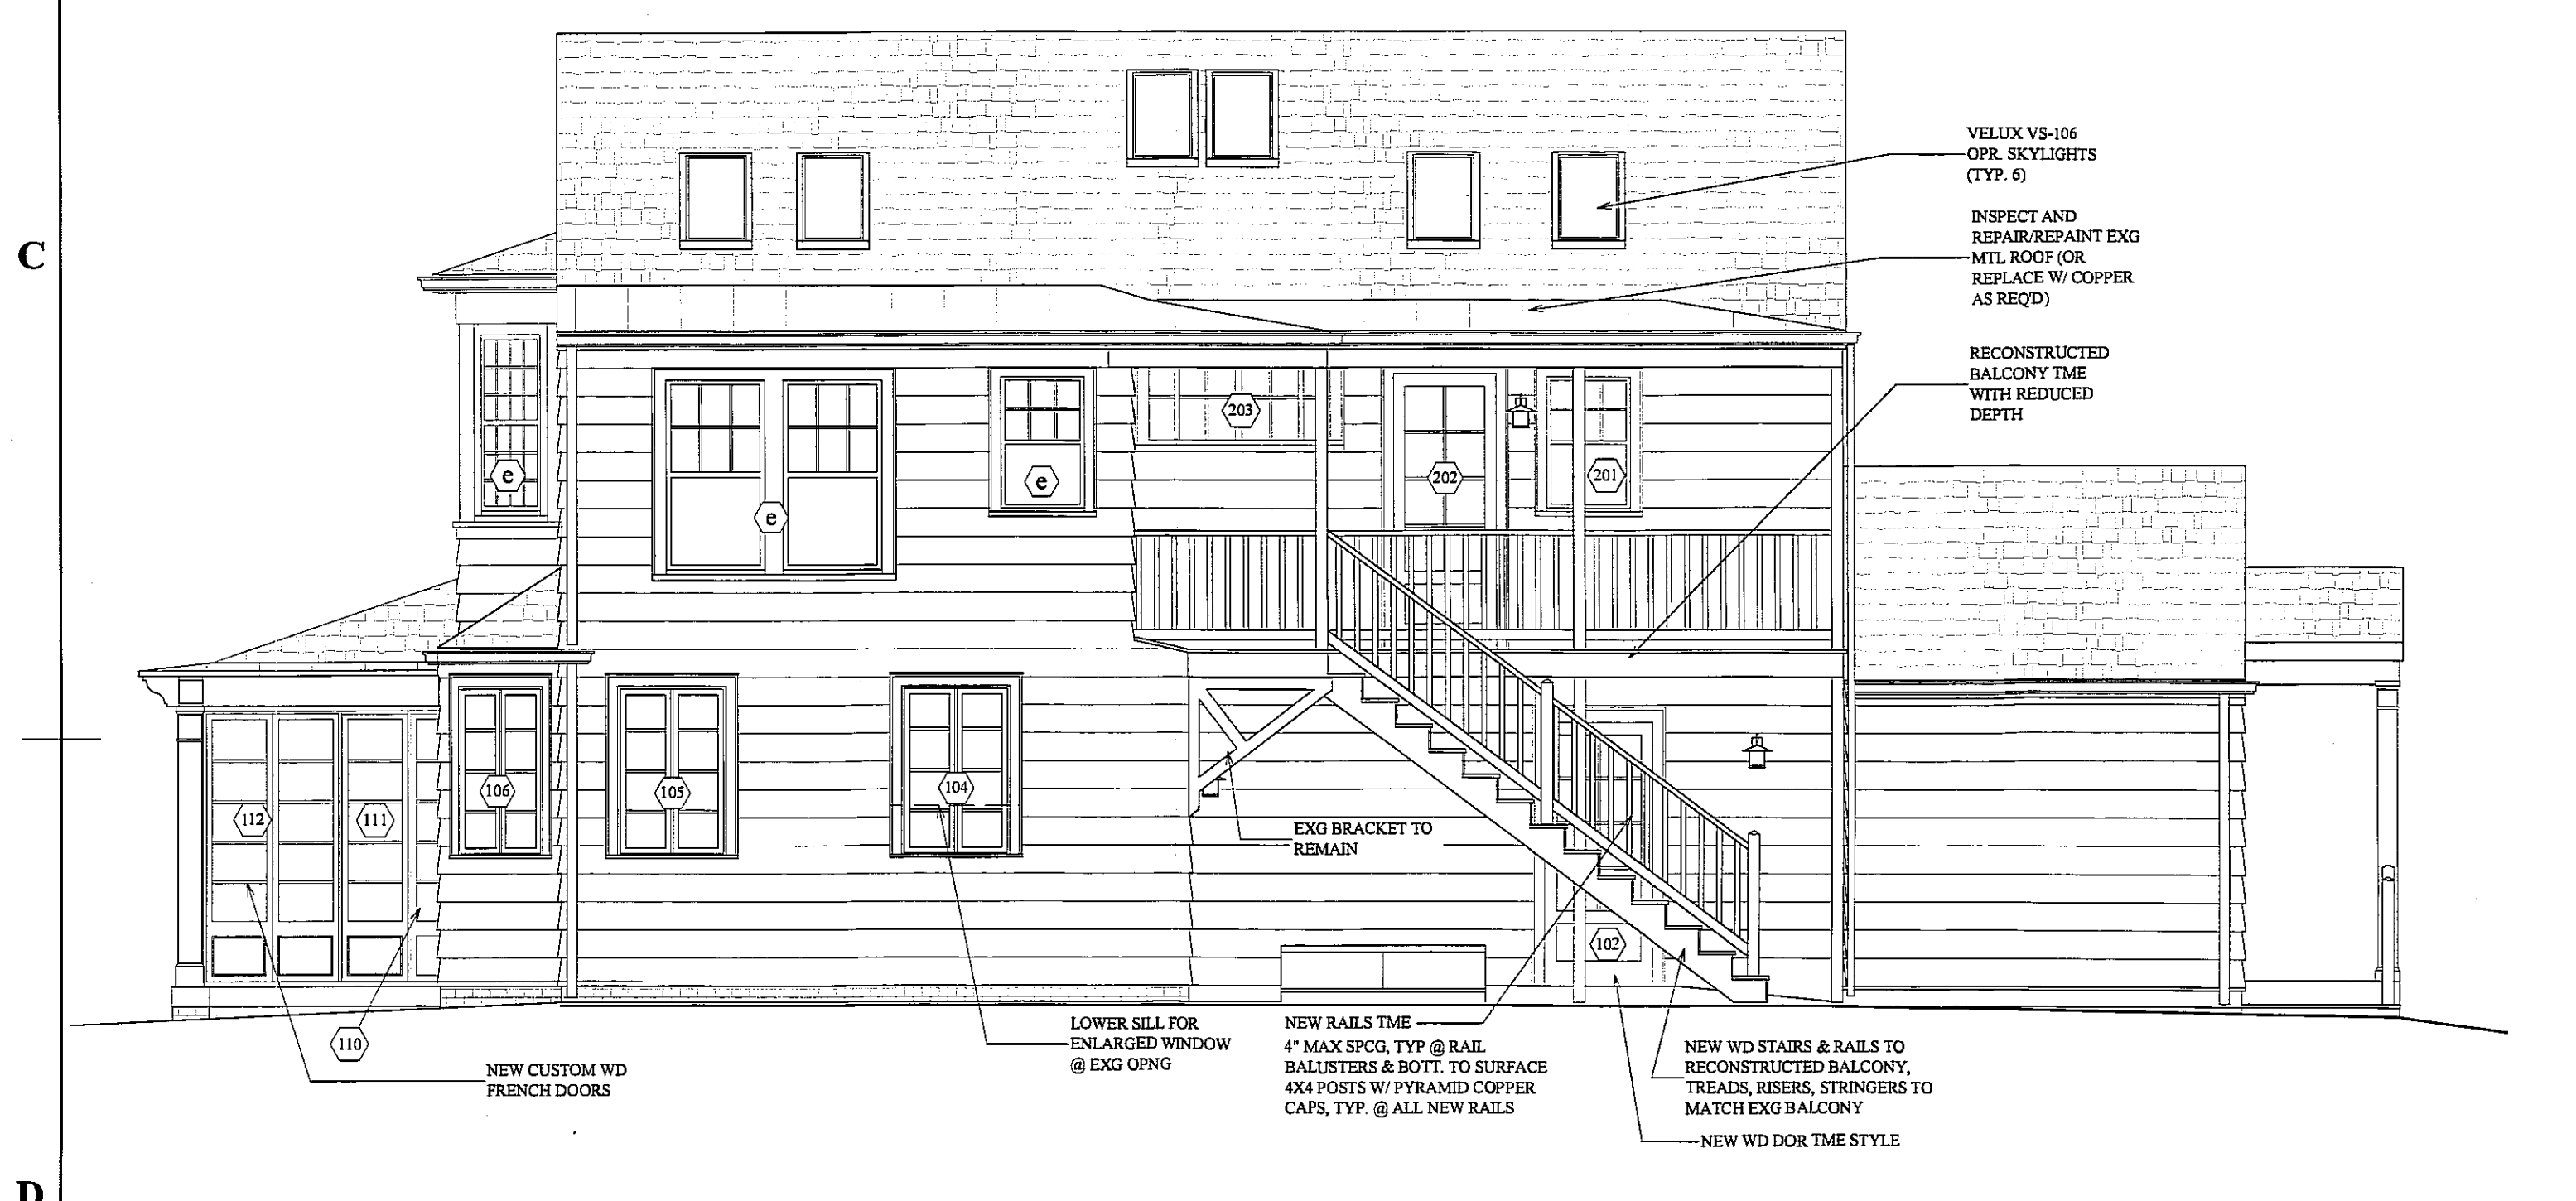 C
VELUX VS-106
OPR. SKYLIGHTS
(TYP. 6)
INSPECT AND
REPAIR/REPAINT EXG
MTL ROOF (OR
REPLACE W/ COPPER
AS REQ'D)
RECONSTRUCTED
BALCONY TME
WITH REDUCED
DEPTH
203
e
e
e
202
201
106
105
104
112
111
EXG BRACKET TO
REMAIN
102
110
NEW CUSTOM WD
FRENCH DOORS
LOWER SILL FOR
ENLARGED WINDOW
@ EXG OPNG
NEW RAILS TME
4" MAX SPCG, TYP @ RAIL
BALUSTERS & BOTT. TO SURFACE
4X4 POSTS W/ PYRAMID COPPER
CAPS, TYP. @ ALL NEW RAILS
NEW WD STAIRS & RAILS TO
RECONSTRUCTED BALCONY,
TREADS, RISERS, STRINGERS TO
MATCH EXG BALCONY
NEW WD DOR TME STYLE
D